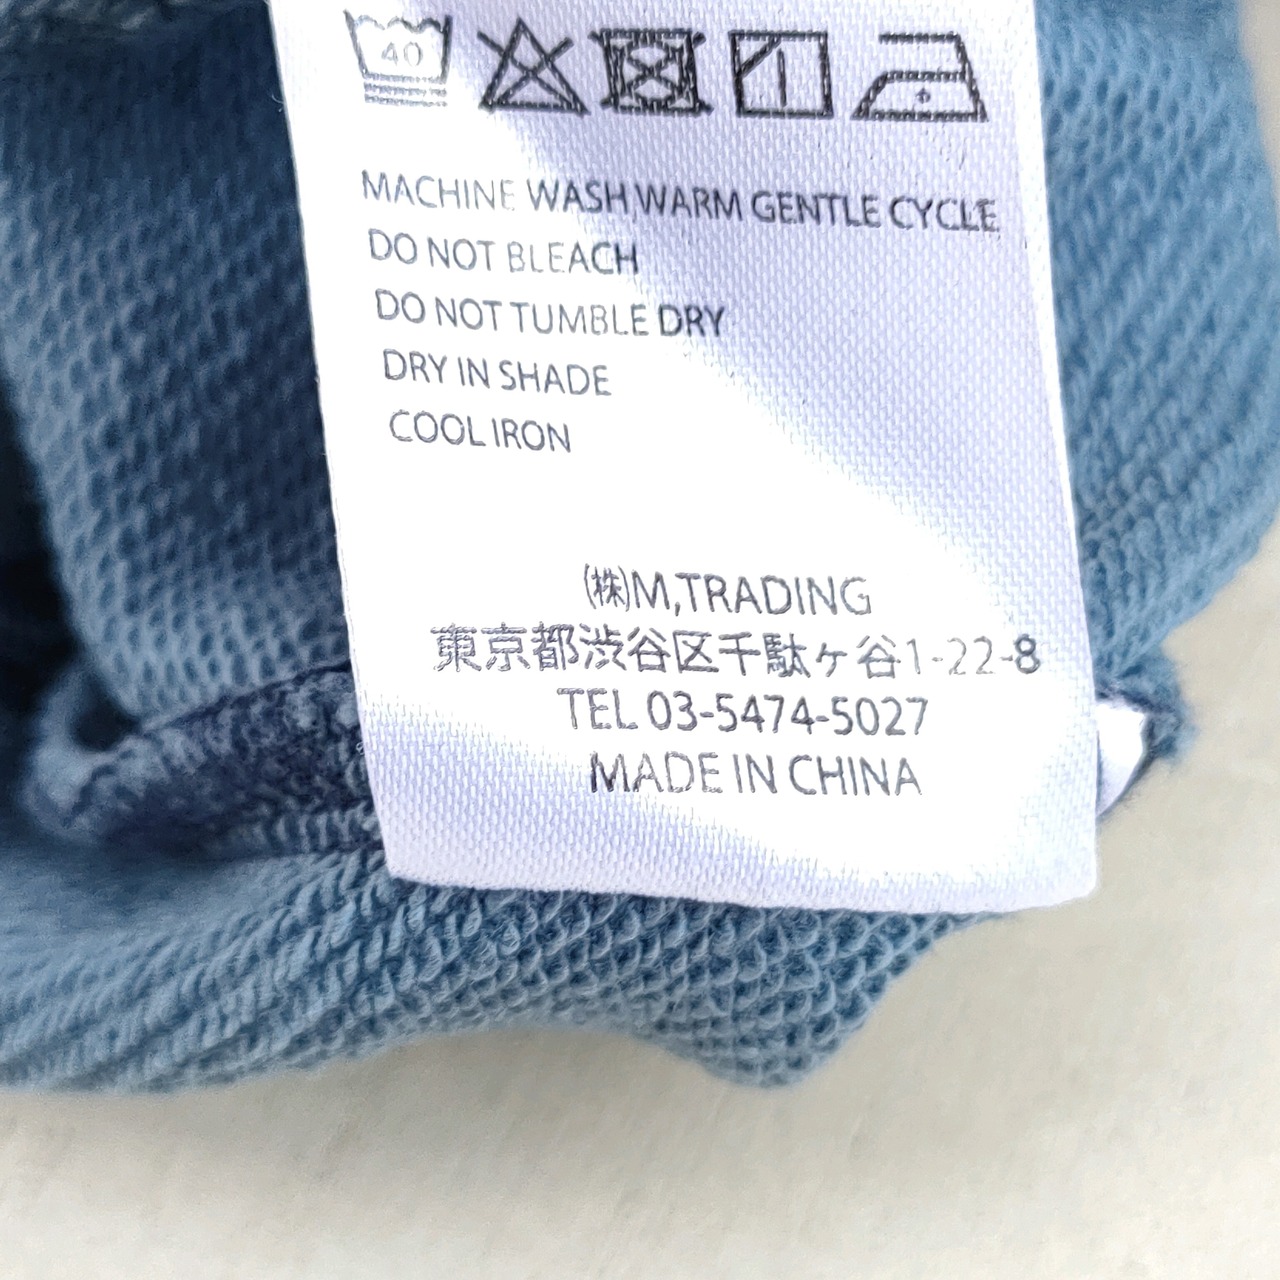 40
MACHINE WASH,WARM GENTLE CYCLE
DO NOT BLEACH
DO NOT TUMBLE DRY
DRY IN SHADE
COOL IRON
(株)M,TRADING
東京都渋谷区千駄ヶ谷1-22-8
TEL 03-5474-5027
MADE IN CHINA